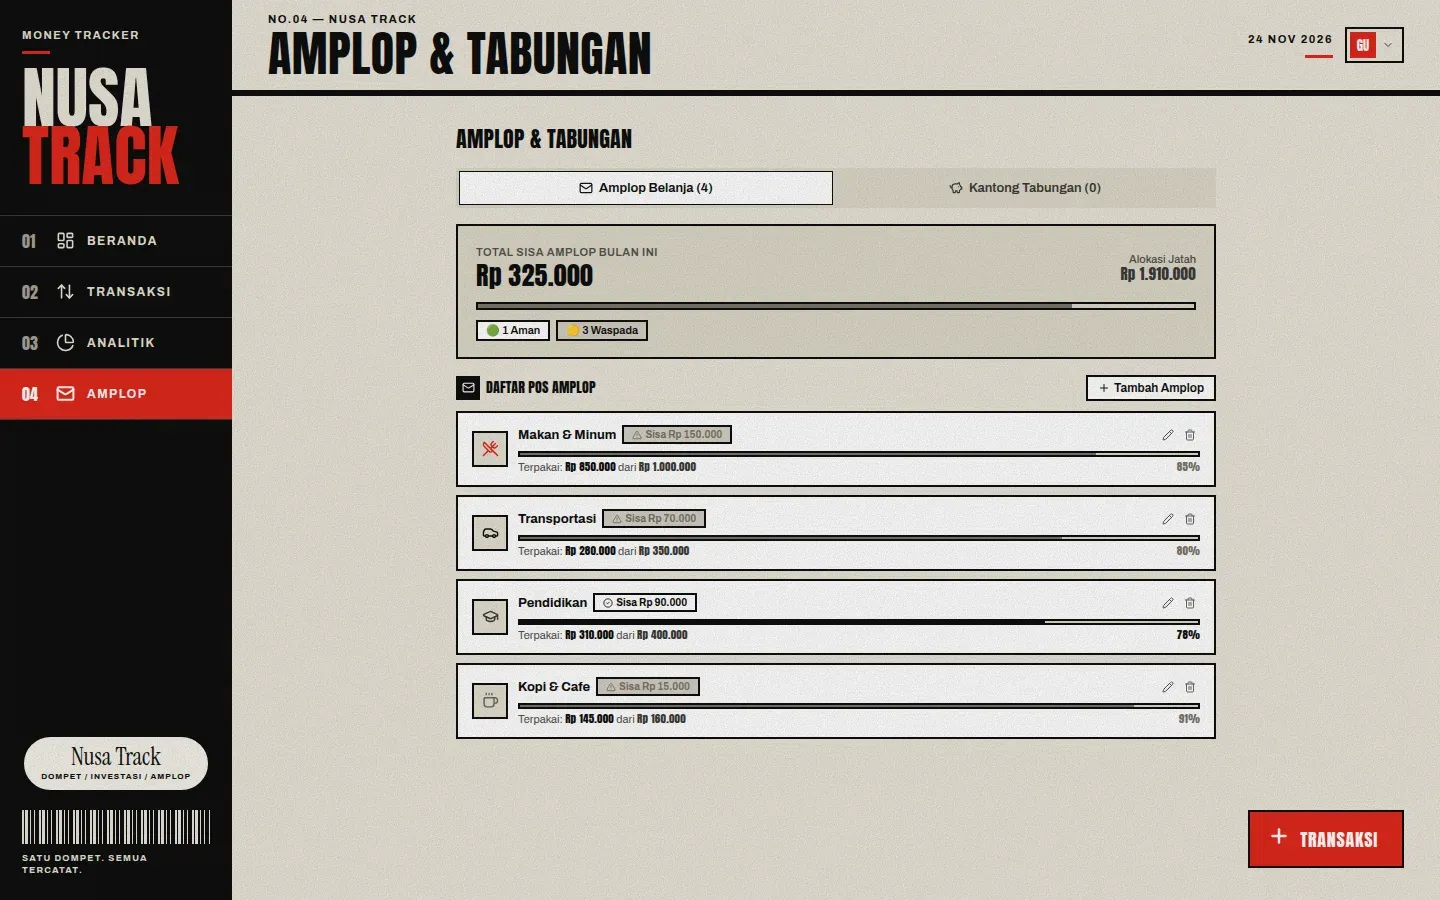 MONEY TRACKER
NUSA
TRACK
01 BERANDA
02 TRANSAKSI
03 ANALITIK
04 AMPLOP
Nusa Track
DOMPET / INVESTASI / AMPLOP
SATU DOMPET. SEMUA
TERCATAT.
NO.04 — NUSA TRACK
AMPLOP & TABUNGAN
24 NOV 2026
GU
AMPLOP & TABUNGAN
Amplop Belanja (4)
Kantong Tabungan (0)
TOTAL SISA AMPLOP BULAN INI
Rp 325.000
Alokasi Jatah
Rp 1.910.000
1 Aman
3 Waspada
DAFTAR POS AMPLOP
+ Tambah Amplop
Makan & Minum
Sisa Rp 150.000
Terpakai: Rp 850.000 dari Rp 1.000.000
85%
Transportasi
Sisa Rp 70.000
Terpakai: Rp 280.000 dari Rp 350.000
80%
Pendidikan
Sisa Rp 90.000
Terpakai: Rp 310.000 dari Rp 400.000
78%
Kopi & Cafe
Sisa Rp 15.000
Terpakai: Rp 145.000 dari Rp 160.000
91%
+ TRANSAKSI